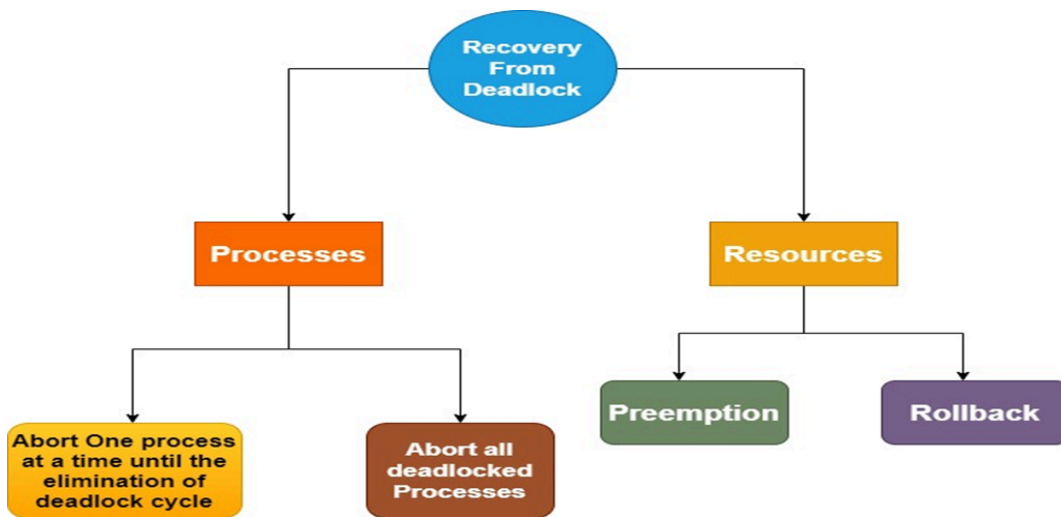 Recovery
From
Deadlock
Processes
Resources
Abort One process
at a time until the
elimination of
deadlock cycle
Abort all
deadlocked
Processes
Preemption
Rollback